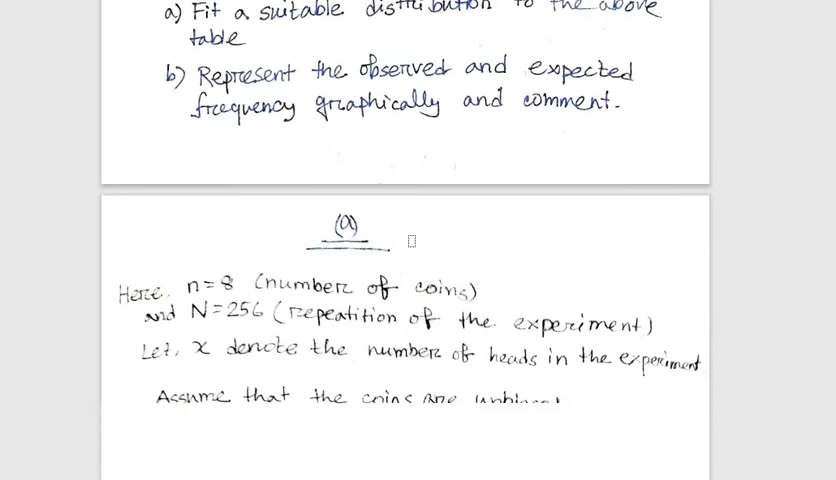 a) Fit a suitable distribution to the above
table
b) Represent the observed and expected
frequency graphically and comment.
(a)
Here, n=8 (number of coins)
and N=256 (repeatition of the experiment)
Let, x denote the number of heads in the experiment
Assume that the coins are